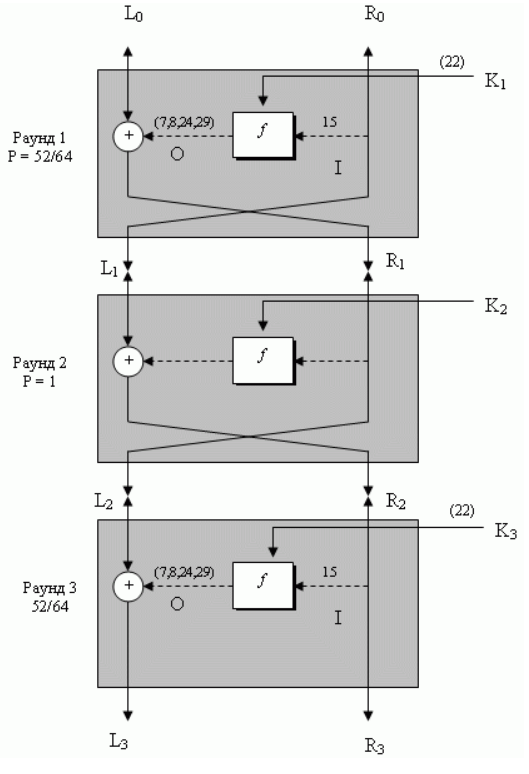 L0 R0
(22)
K1
Раунд 1
P = 52/64
+ (7,8,24,29) f 15
O I
L1 R1
K2
Раунд 2
P = 1
+ f
L2 R2
(22)
K3
Раунд 3
52/64
+ (7,8,24,29) f 15
O I
L3 R3